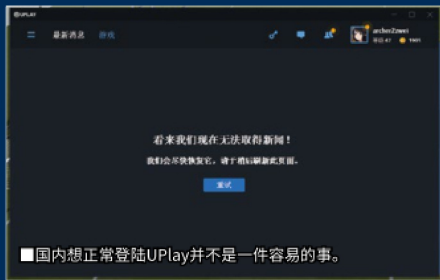 UPLAY
最新消息 游戏
archer2zwei
看来我们现在无法取得新闻！
我们会尽快恢复它，请于稍后刷新此页面。
重试
■国内想正常登陆UPlay并不是一件容易的事。